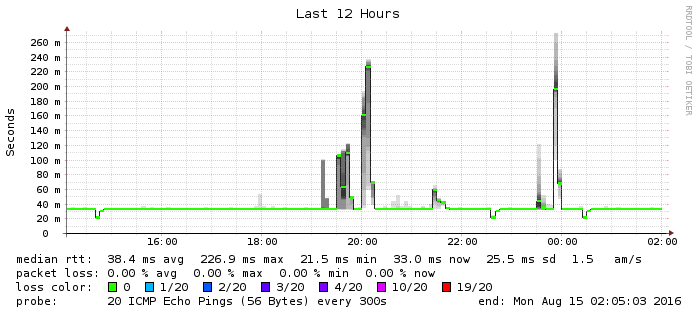 Last 12 Hours
RRDTOOL / TOBI OETIKER
Seconds
260 m
240 m
220 m
200 m
180 m
160 m
140 m
120 m
100 m
80 m
60 m
40 m
20 m
0
16:00 18:00 20:00 22:00 00:00 02:00
median rtt: 38.4 ms avg 226.9 ms max 21.5 ms min 33.0 ms now 25.5 ms sd 1.5 am/s
packet loss: 0.00 % avg 0.00 % max 0.00 % min 0.00 % now
loss color: 0 1/20 2/20 3/20 4/20 10/20 19/20
probe: 20 ICMP Echo Pings (56 Bytes) every 300s end: Mon Aug 15 02:05:03 2016